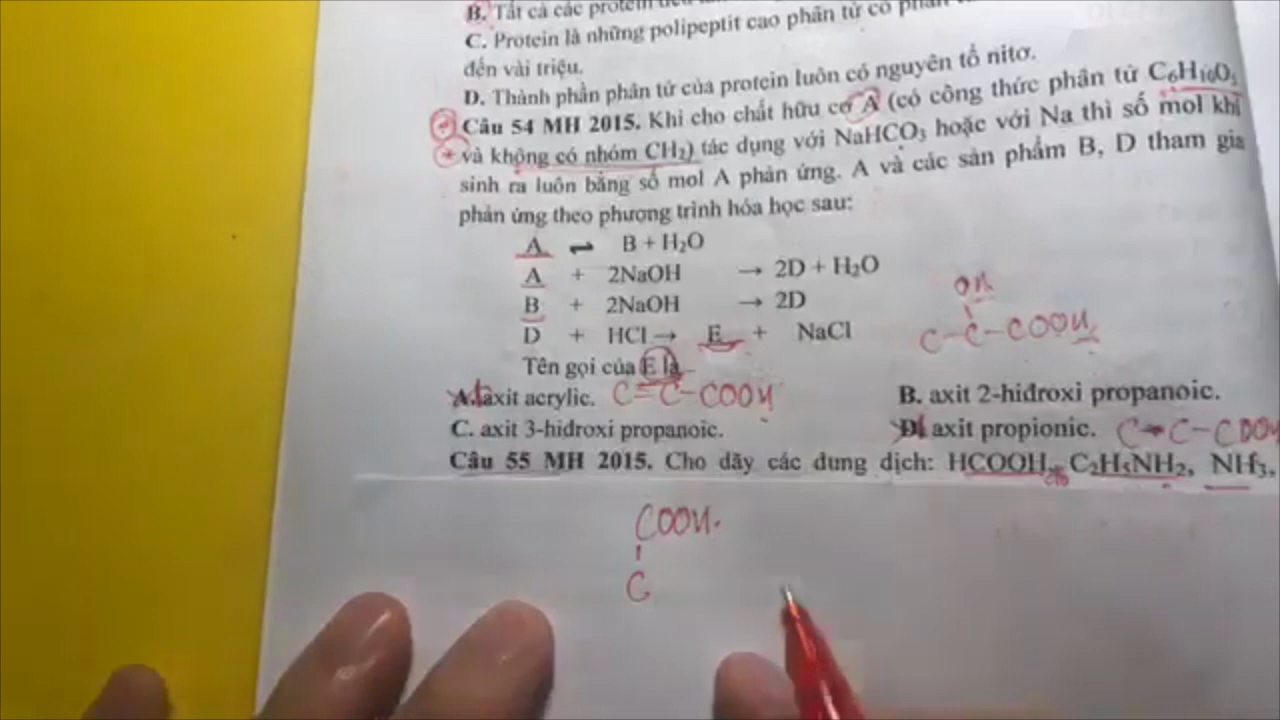 B. Tất cả các protein đều
C. Protein là những polipeptit cao phân tử có phân
đến vài triệu.
D. Thành phần phân tử của protein luôn có nguyên tố nitơ.
Câu 54 MH 2015. Khi cho chất hữu cơ A (có công thức phân tử C₆H₁₀O₅
và không có nhóm CH₂) tác dụng với NaHCO₃ hoặc với Na thì số mol khí
sinh ra luôn bằng số mol A phản ứng. A và các sản phẩm B, D tham gia
phản ứng theo phương trình hóa học sau:
A ⇌ B + H₂O
A + 2NaOH → 2D + H₂O
B + 2NaOH → 2D
OH
D + HCl → E + NaCl
C-C-COOH
Tên gọi của E là
A. axit acrylic. C=C-COOH B. axit 2-hiđroxi propanoic.
C. axit 3-hiđroxi propanoic. D. axit propionic. C-C-COOH
Câu 55 MH 2015. Cho dãy các dung dịch: HCOOH, C₂H₅NH₂, NH₃,
COOH.
C